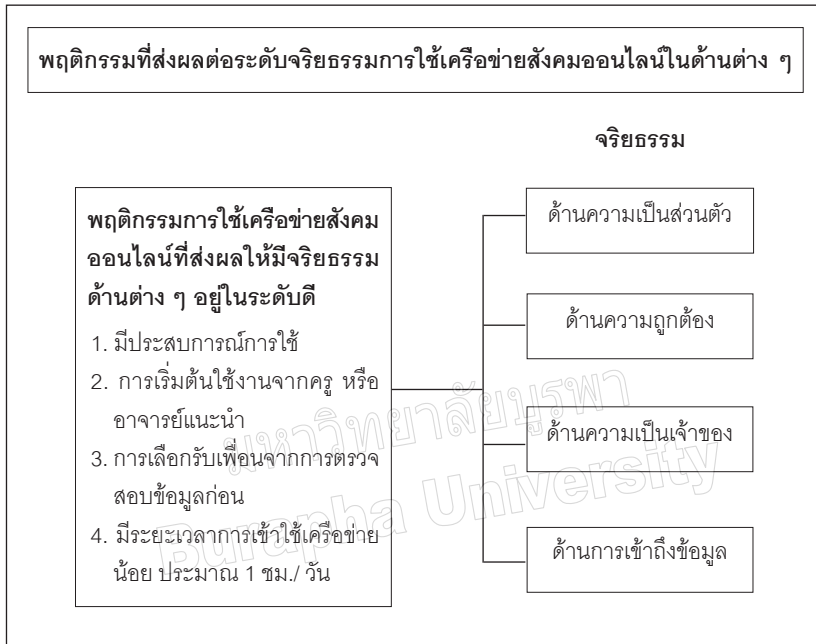 พฤติกรรมที่ส่งผลต่อระดับจริยธรรมการใช้เครือข่ายสังคมออนไลน์ในด้านต่าง ๆ
จริยธรรม
พฤติกรรมการใช้เครือข่ายสังคม
ออนไลน์ที่ส่งผลให้มีจริยธรรม
ด้านต่าง ๆ อยู่ในระดับดี
1. มีประสบการณ์การใช้
2. การเริ่มต้นใช้งานจากครู หรือ
อาจารย์แนะนำ
3. การเลือกรับเพื่อนจากการตรวจ
สอบข้อมูลก่อน
4. มีระยะเวลาการเข้าใช้เครือข่าย
น้อย ประมาณ 1 ชม./ วัน
ด้านความเป็นส่วนตัว
ด้านความถูกต้อง
ด้านความเป็นเจ้าของ
ด้านการเข้าถึงข้อมูล
มหาวิทยาลัยบูรพา
Burapha University